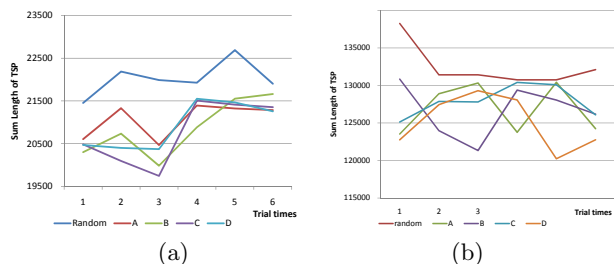 23500
22500
21500
20500
19500
Sum Length of TSP
1 2 3 4 5 6
Trial times
Random A B C D
(a)
135000
130000
125000
120000
115000
Sum Length of TSP
1 2 3
Trial times
random A B C D
(b)